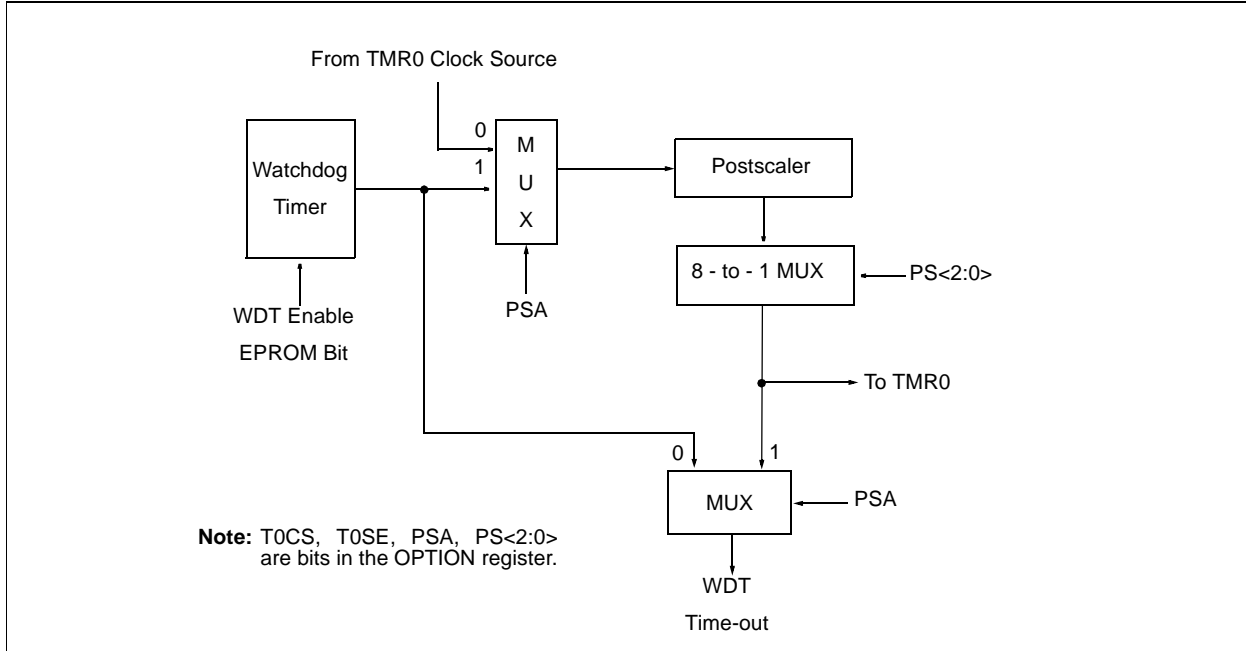 From TMR0 Clock Source
0
1
M
U
X
Watchdog
Timer
Postscaler
8 - to - 1 MUX
PS<2:0>
WDT Enable
EPROM Bit
PSA
To TMR0
0
1
MUX
PSA
Note: T0CS, T0SE, PSA, PS<2:0>
are bits in the OPTION register.
WDT
Time-out